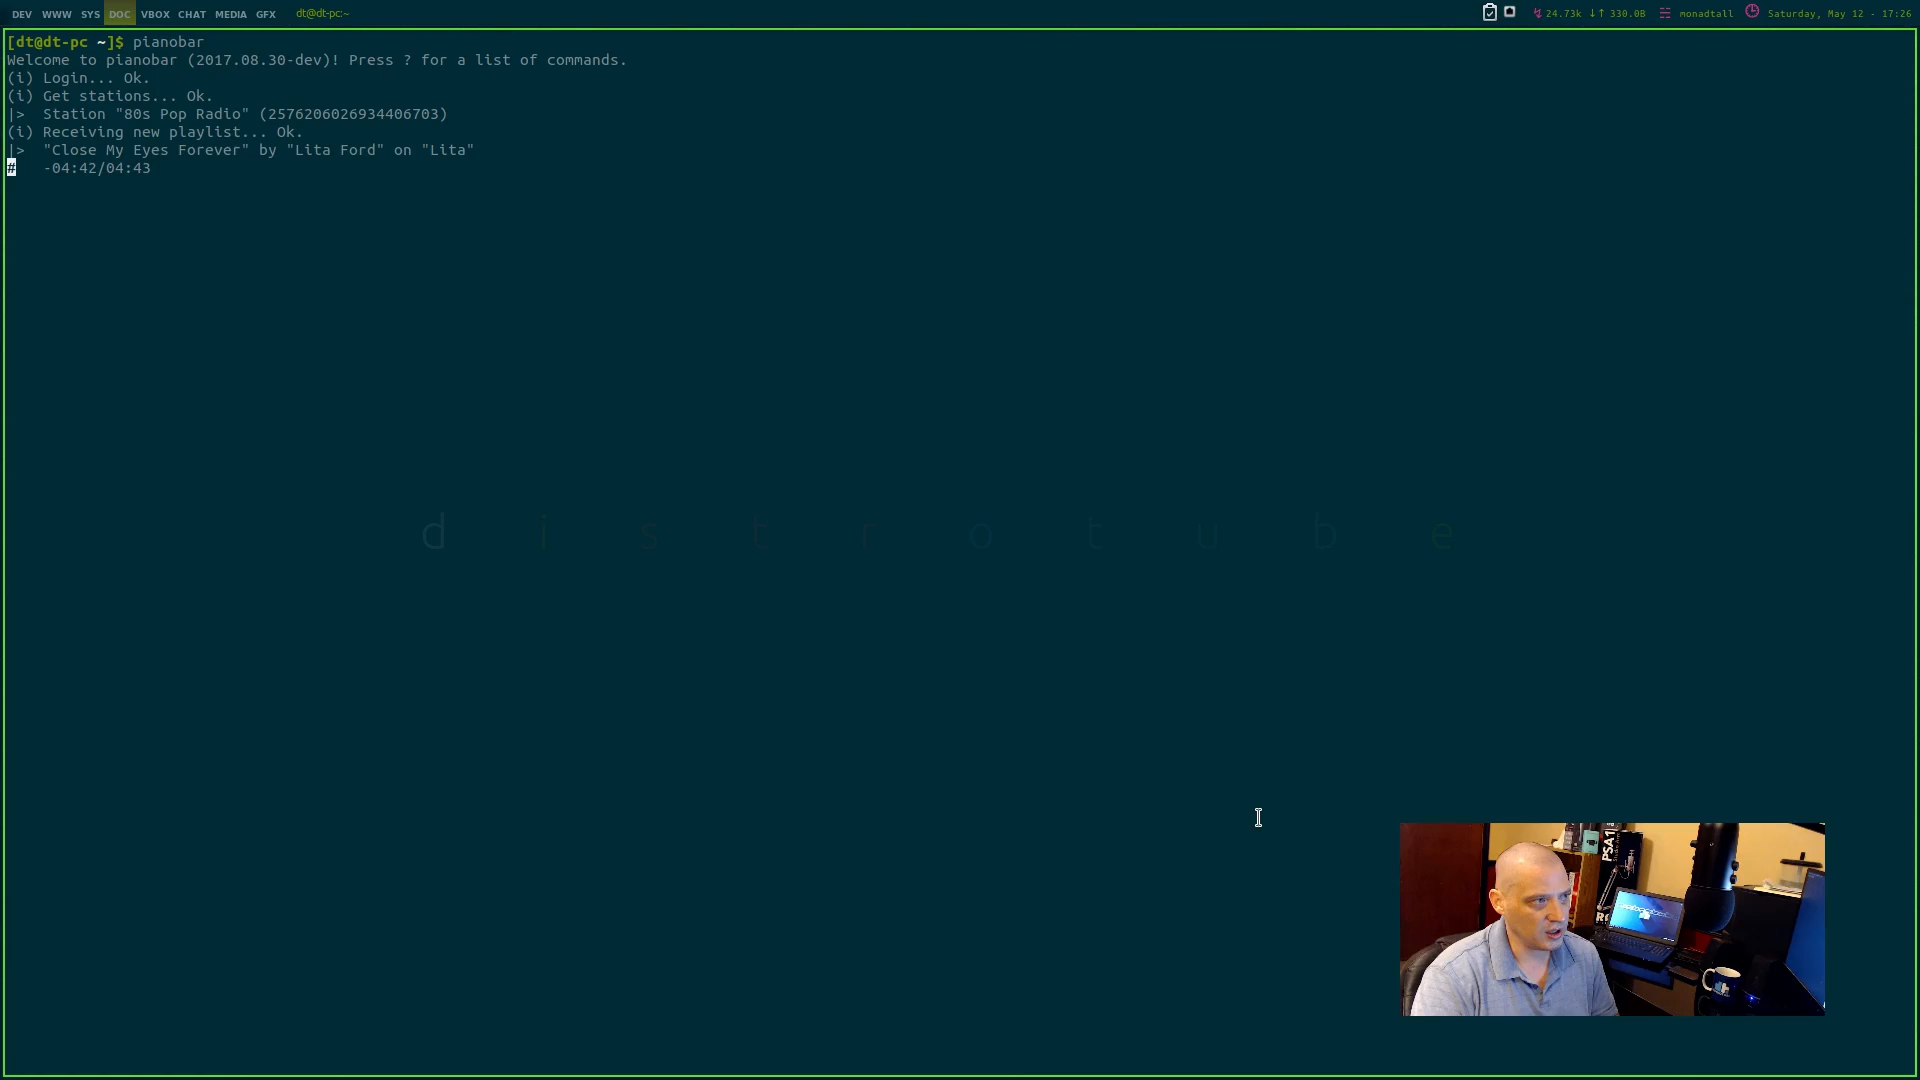 DEV WWW SYS DOC VBOX CHAT MEDIA GFX dt@dt-pc:~ 24.73k ↓↑ 330.0B monadtall Saturday, May 12 - 17:26
[dt@dt-pc ~]$ pianobar
Welcome to pianobar (2017.08.30-dev)! Press ? for a list of commands.
(i) Login... Ok.
(i) Get stations... Ok.
|> Station "80s Pop Radio" (2576206026934406703)
(i) Receiving new playlist... Ok.
|> "Close My Eyes Forever" by "Lita Ford" on "Lita"
# -04:42/04:43
d i s t r o t u b e
PSA1